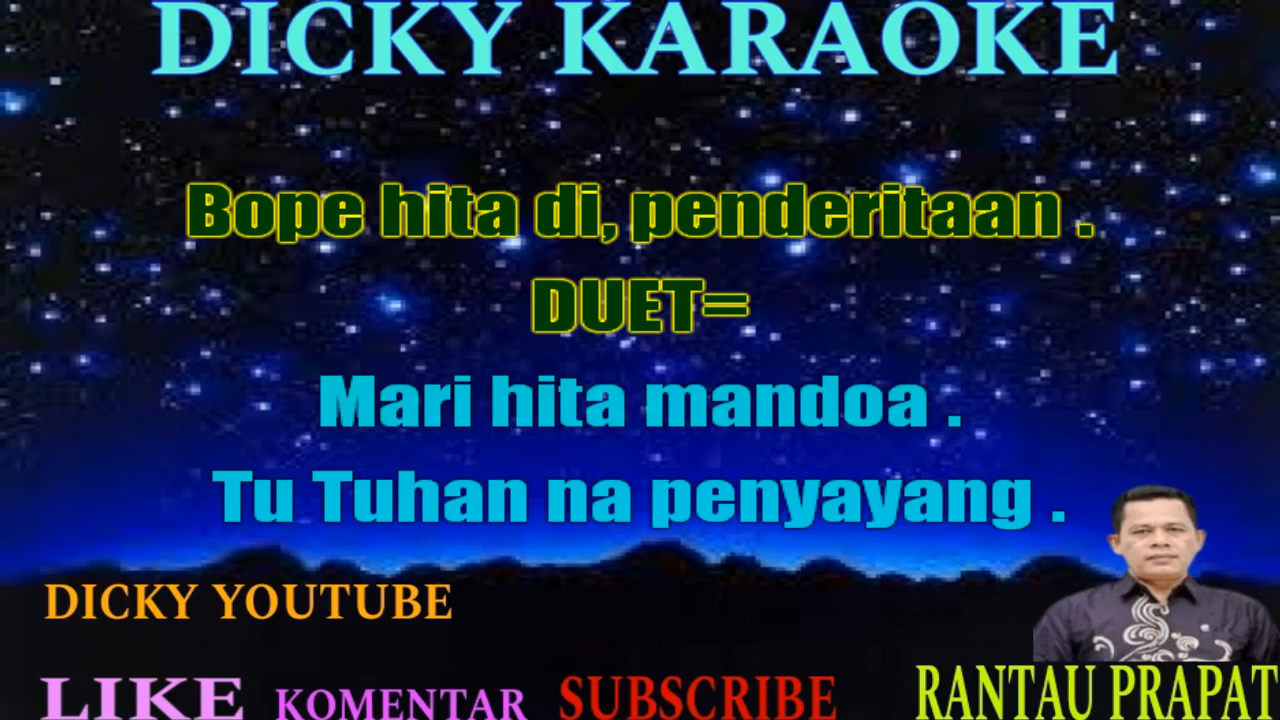 DICKY KARAOKE
Bope hita di, penderitaan .
DUET=
Mari hita mandoa .
Tu Tuhan na penyayang .
DICKY YOUTUBE
LIKE KOMENTAR SUBSCRIBE RANTAU PRAPAT